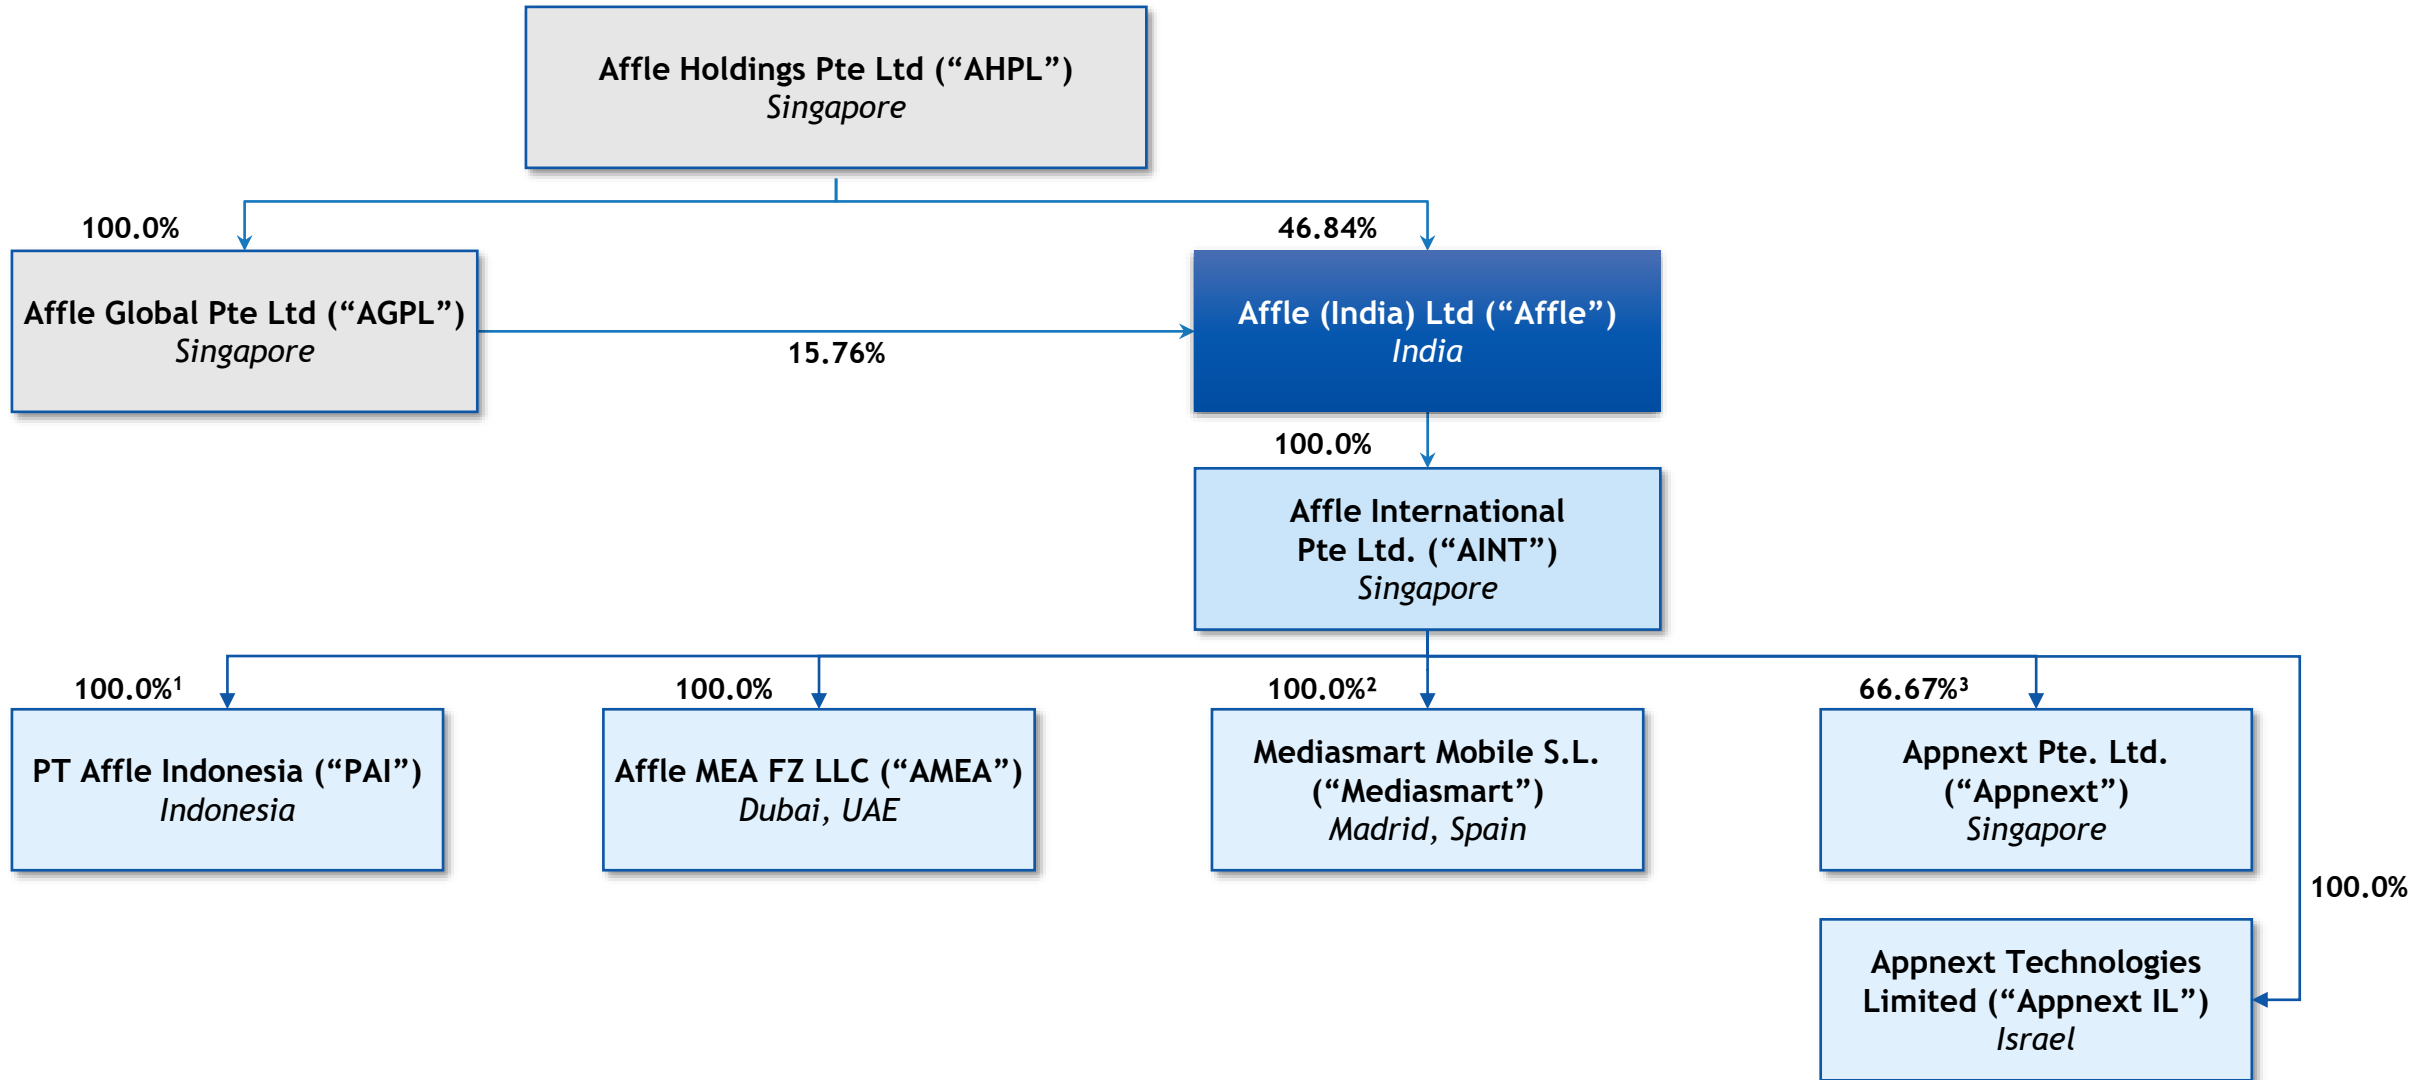 Affle Holdings Pte Ltd (“AHPL”)
Singapore
100.0%
46.84%
Affle Global Pte Ltd (“AGPL”)
Singapore
15.76%
Affle (India) Ltd (“Affle”)
India
100.0%
Affle International
Pte Ltd. (“AINT”)
Singapore
100.0%¹
100.0%
100.0%²
66.67%³
PT Affle Indonesia (“PAI”)
Indonesia
Affle MEA FZ LLC (“AMEA”)
Dubai, UAE
Mediasmart Mobile S.L.
(“Mediasmart”)
Madrid, Spain
Appnext Pte. Ltd.
(“Appnext”)
Singapore
100.0%
Appnext Technologies
Limited (“Appnext IL”)
Israel